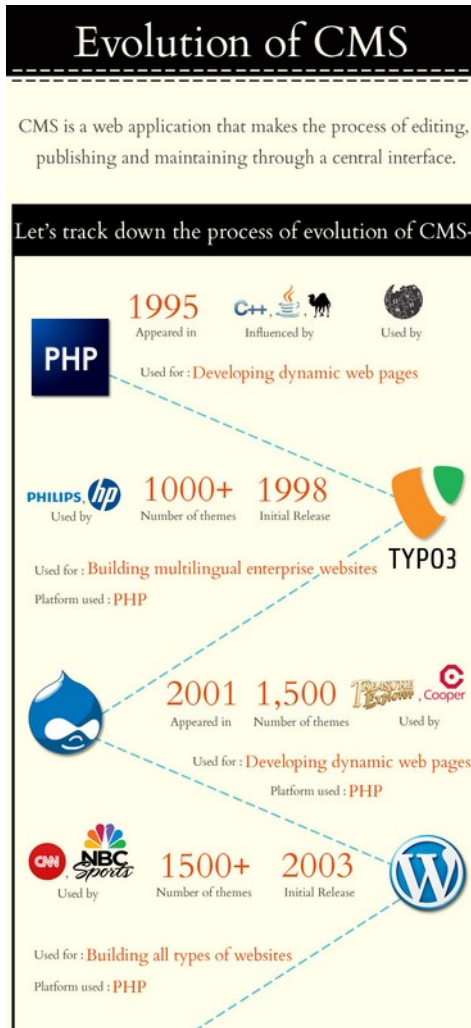 Evolution of CMS
CMS is a web application that makes the process of editing,
publishing and maintaining through a central interface.
Let's track down the process of evolution of CMS-
PHP
1995
Appeared in
C++, ,
Influenced by
Used by
Used for : Developing dynamic web pages
PHILIPS, hp
Used by
1000+
Number of themes
1998
Initial Release
TYPO3
Used for : Building multilingual enterprise websites
Platform used : PHP
2001
Appeared in
1,500
Number of themes
TREASURE EXPLORER, Cooper
Used by
Used for : Developing dynamic web pages
Platform used : PHP
CNN, NBC Sports
Used by
1500+
Number of themes
2003
Initial Release
W
Used for : Building all types of websites
Platform used : PHP